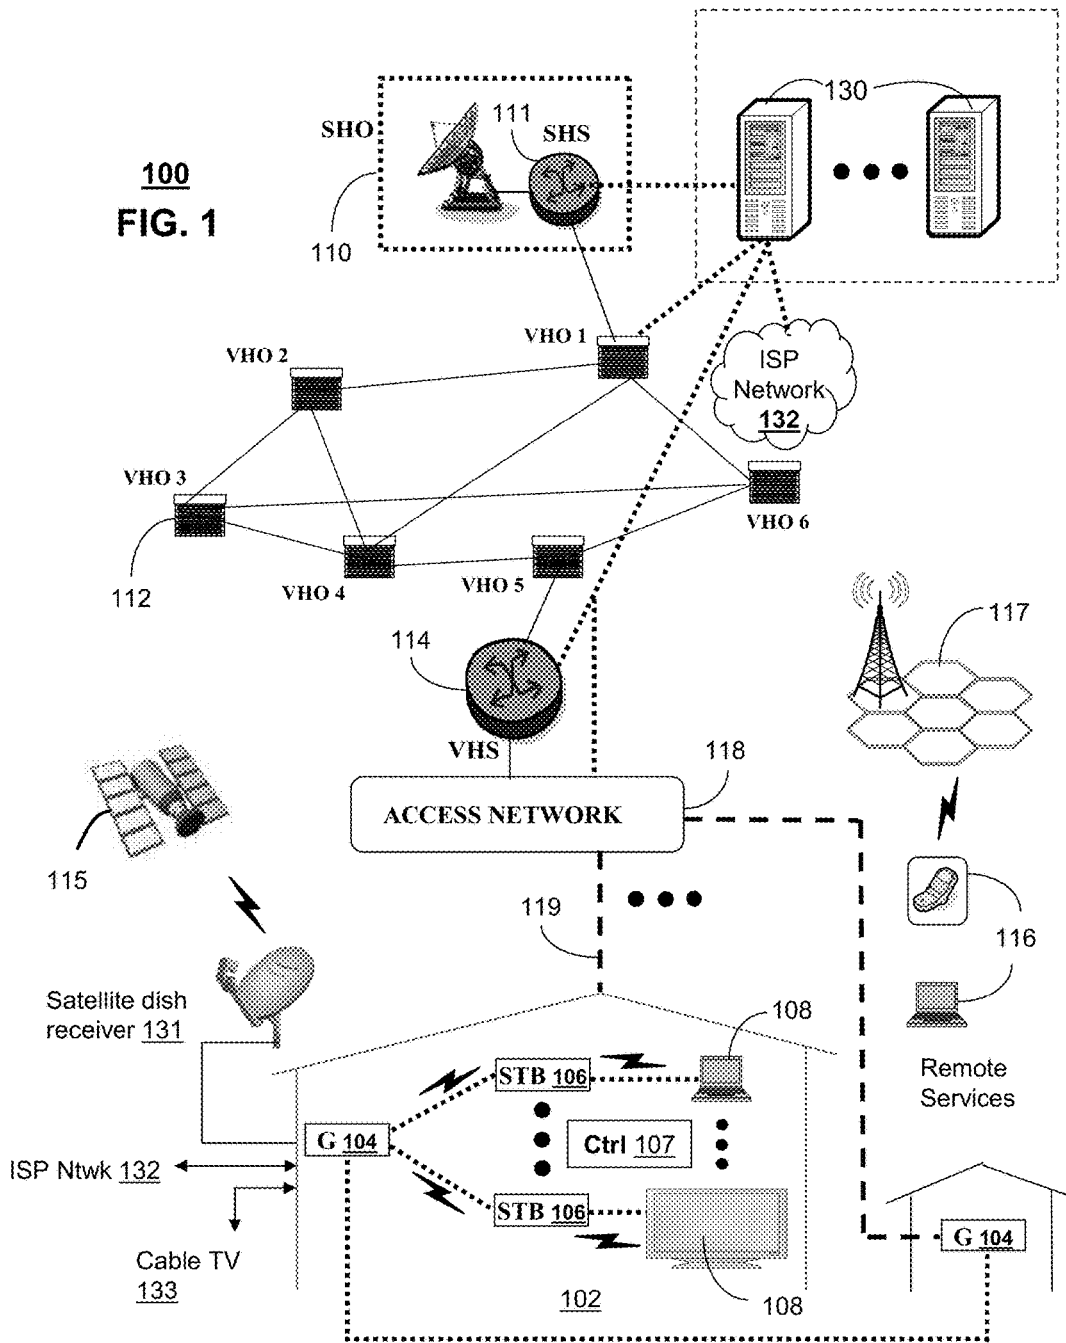 100
FIG. 1
SHO
111
SHS
130
110
VHO 1
VHO 2
ISP
Network
132
VHO 3
VHO 6
112
VHO 4
VHO 5
114
117
VHS
118
ACCESS NETWORK
115
119
116
Satellite dish
receiver 131
108
STB 106
Remote
Services
G 104
Ctrl 107
ISP Ntwk 132
STB 106
G 104
Cable TV
133
102
108